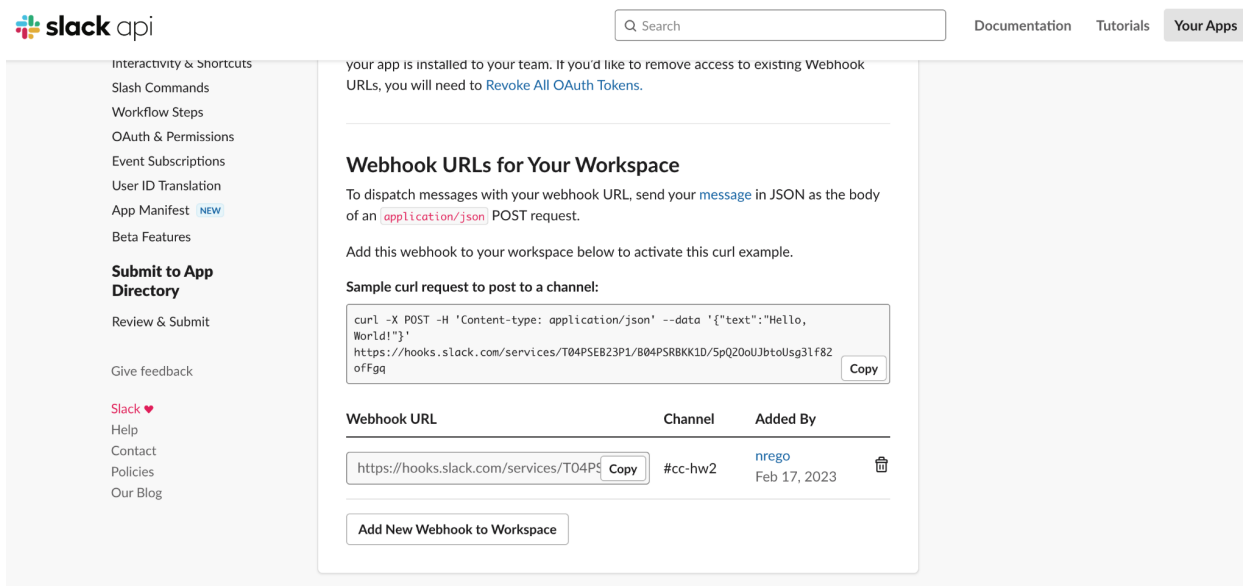 slack api
Search
Documentation
Tutorials
Your Apps
Interactivity & Shortcuts
Slash Commands
Workflow Steps
OAuth & Permissions
Event Subscriptions
User ID Translation
App Manifest NEW
Beta Features
Submit to App
Directory
Review & Submit
Give feedback
Slack ♥
Help
Contact
Policies
Our Blog
your app is installed to your team. If you'd like to remove access to existing Webhook
URLs, you will need to Revoke All OAuth Tokens.
Webhook URLs for Your Workspace
To dispatch messages with your webhook URL, send your message in JSON as the body
of an application/json POST request.
Add this webhook to your workspace below to activate this curl example.
Sample curl request to post to a channel:
curl -X POST -H 'Content-type: application/json' --data '{"text":"Hello,
World!"}'
https://hooks.slack.com/services/T04PSEB23P1/B04PSRBKK1D/5pQ2OoUJbtoUsg3lf82
ofFgq
Copy
Webhook URL Channel Added By
https://hooks.slack.com/services/T04PS Copy #cc-hw2 nrego
Feb 17, 2023
Add New Webhook to Workspace